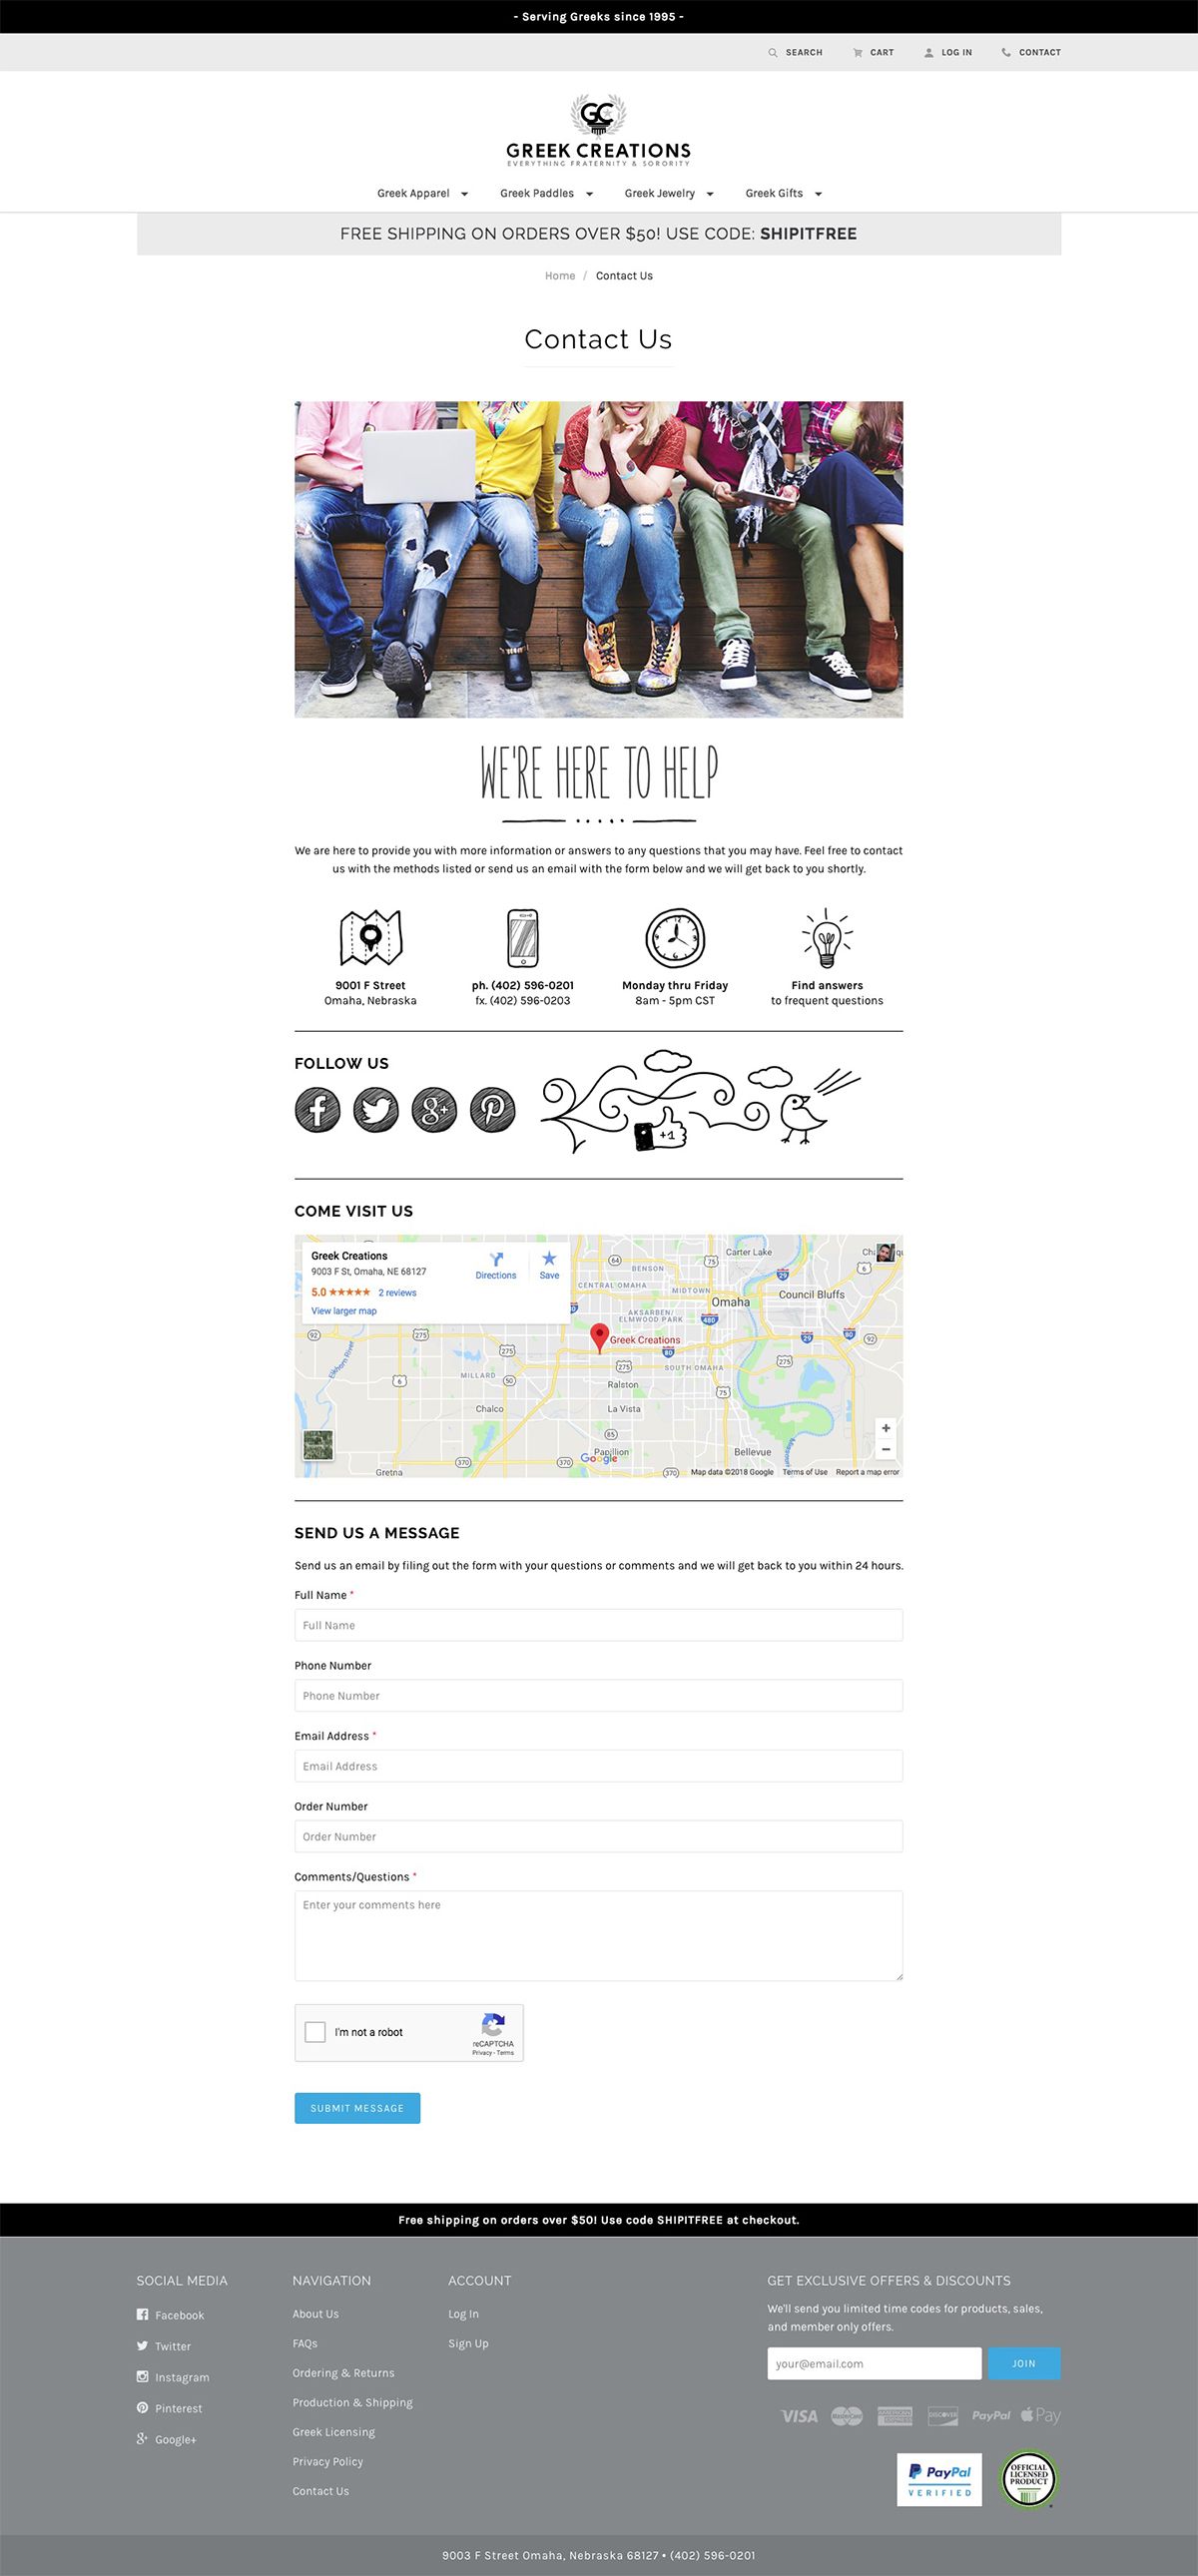 - Serving Greeks since 1995 -
SEARCH CART LOG IN CONTACT
GC
GREEK CREATIONS
EVERYTHING FRATERNITY & SORORITY
Greek Apparel Greek Paddles Greek Jewelry Greek Gifts
FREE SHIPPING ON ORDERS OVER $50! USE CODE: SHIPITFREE
Home / Contact Us
Contact Us
WE'RE HERE TO HELP
We are here to provide you with more information or answers to any questions that you may have. Feel free to contact
us with the methods listed or send us an email with the form below and we will get back to you shortly.
9001 F Street
Omaha, Nebraska
ph. (402) 596-0201
fx. (402) 596-0203
Monday thru Friday
8am - 5pm CST
Find answers
to frequent questions
FOLLOW US
+1
COME VISIT US
Greek Creations
9003 F St, Omaha, NE 68127
5.0 ★★★★★ 2 reviews
View larger map
Directions
Save
Carter Lake
BENSON
CENTRAL OMAHA
MIDTOWN
Omaha
Council Bluffs
AKSARBEN/
ELMWOOD PARK
Greek Creations
Elkhorn River
MILLARD
SOUTH OMAHA
Ralston
Chalco
La Vista
Papillion
Bellevue
Gretna
Google
Map data ©2018 Google Terms of Use Report a map error
SEND US A MESSAGE
Send us an email by filing out the form with your questions or comments and we will get back to you within 24 hours.
Full Name *
Full Name
Phone Number
Phone Number
Email Address *
Email Address
Order Number
Order Number
Comments/Questions *
Enter your comments here
I'm not a robot
reCAPTCHA
Privacy - Terms
SUBMIT MESSAGE
Free shipping on orders over $50! Use code SHIPITFREE at checkout.
SOCIAL MEDIA
Facebook
Twitter
Instagram
Pinterest
Google+
NAVIGATION
About Us
FAQs
Ordering & Returns
Production & Shipping
Greek Licensing
Privacy Policy
Contact Us
ACCOUNT
Log In
Sign Up
GET EXCLUSIVE OFFERS & DISCOUNTS
We'll send you limited time codes for products, sales,
and member only offers.
your@email.com
JOIN
VISA MasterCard AMERICAN EXPRESS DISCOVER PayPal Pay
PayPal
VERIFIED
OFFICIAL
LICENSED
PRODUCT
9003 F Street Omaha, Nebraska 68127 • (402) 596-0201